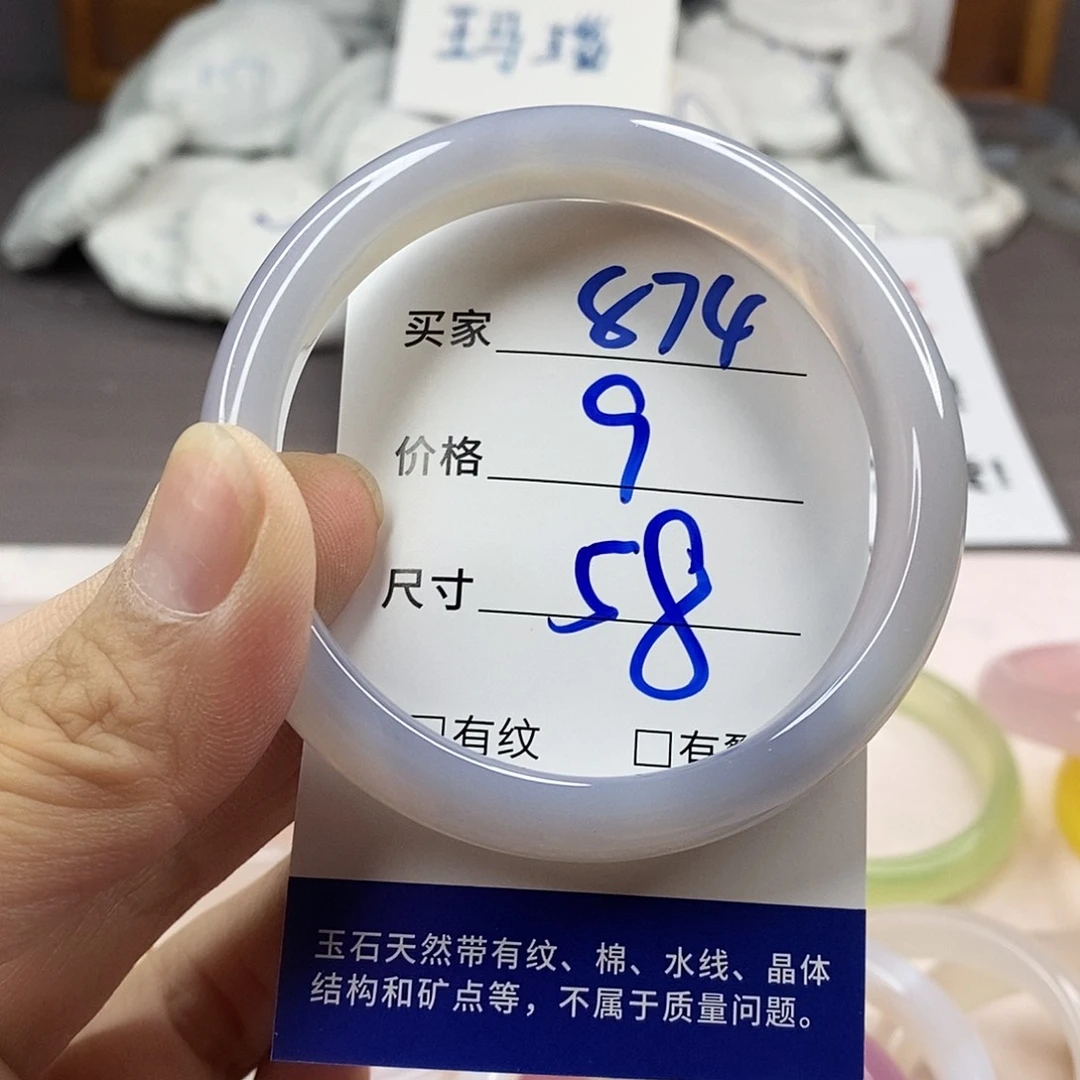 玛瑙
买家 874
价格 9
尺寸 58
□有纹 □有
玉石天然带有纹、棉、水线、晶体
结构和矿点等，不属于质量问题。